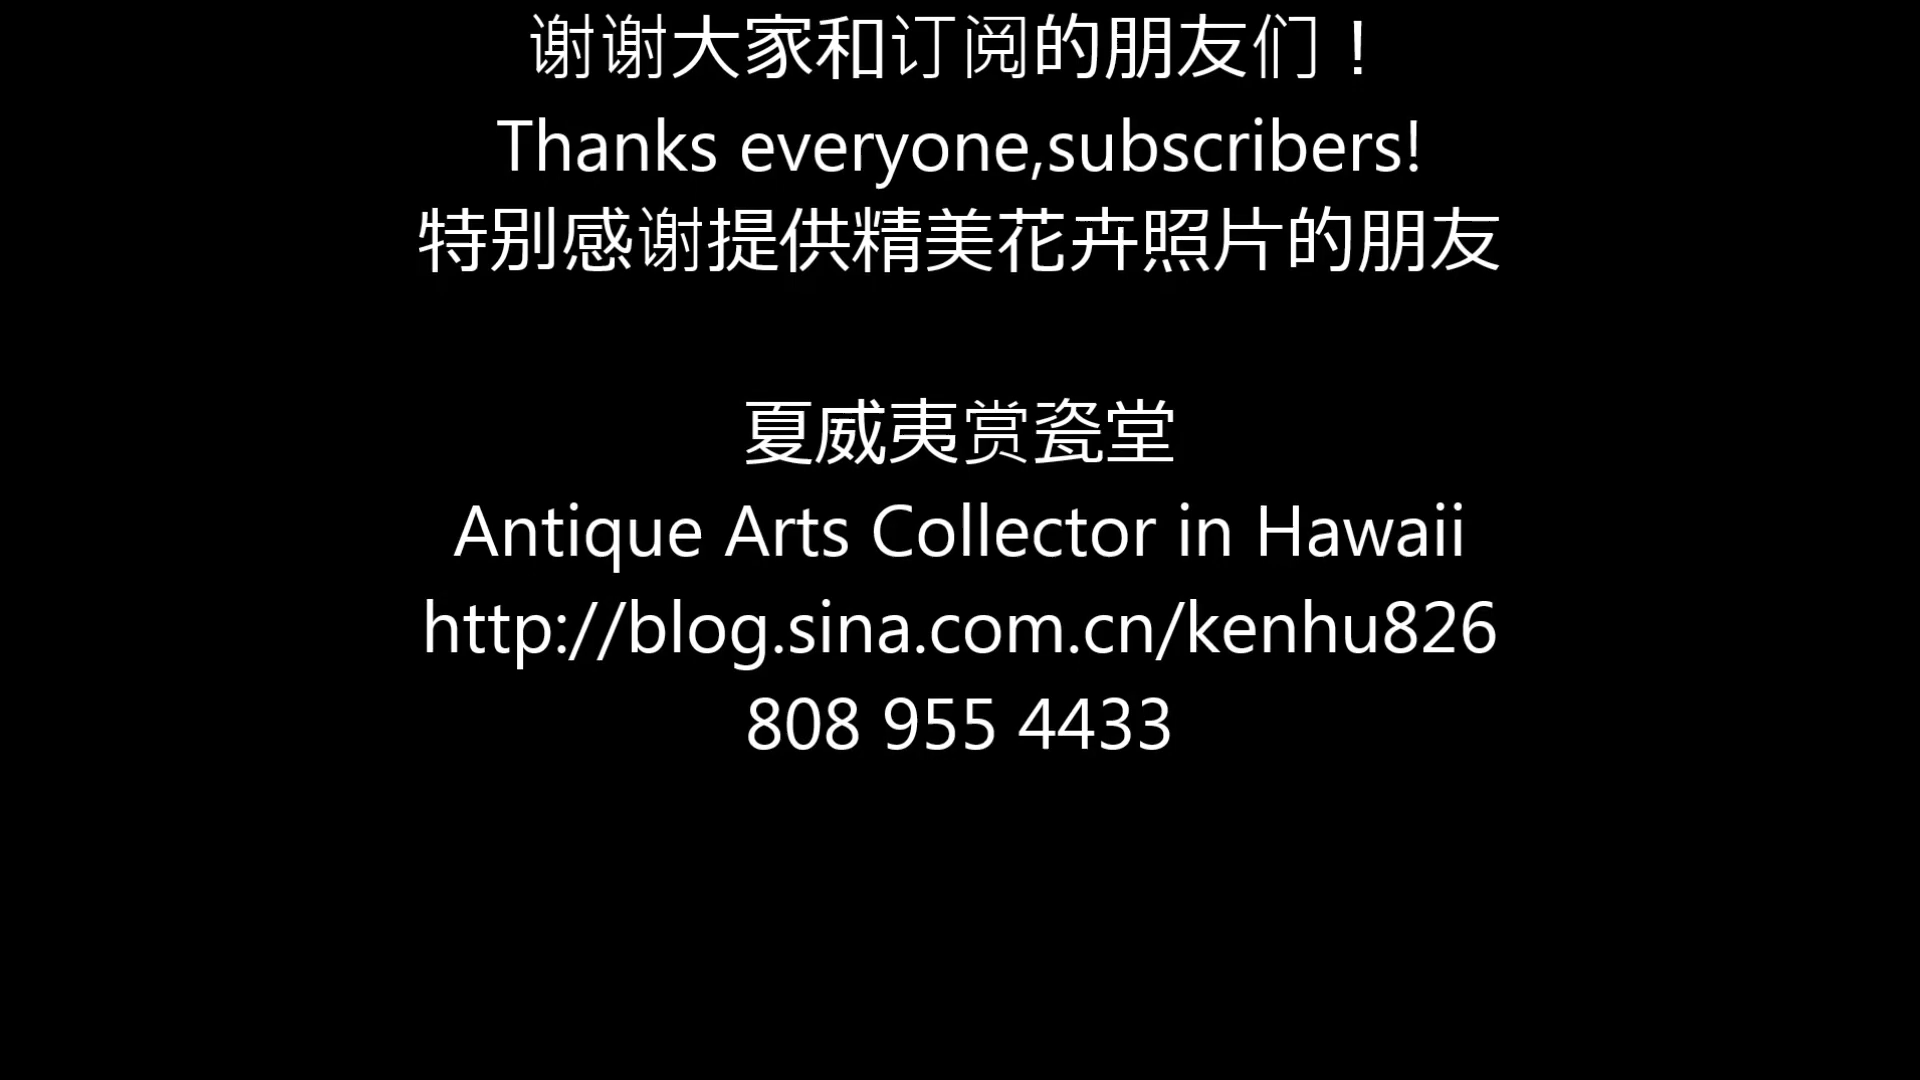 谢谢大家和订阅的朋友们！
Thanks everyone,subscribers!
特别感谢提供精美花卉照片的朋友
夏威夷赏瓷堂
Antique Arts Collector in Hawaii
http://blog.sina.com.cn/kenhu826
808 955 4433